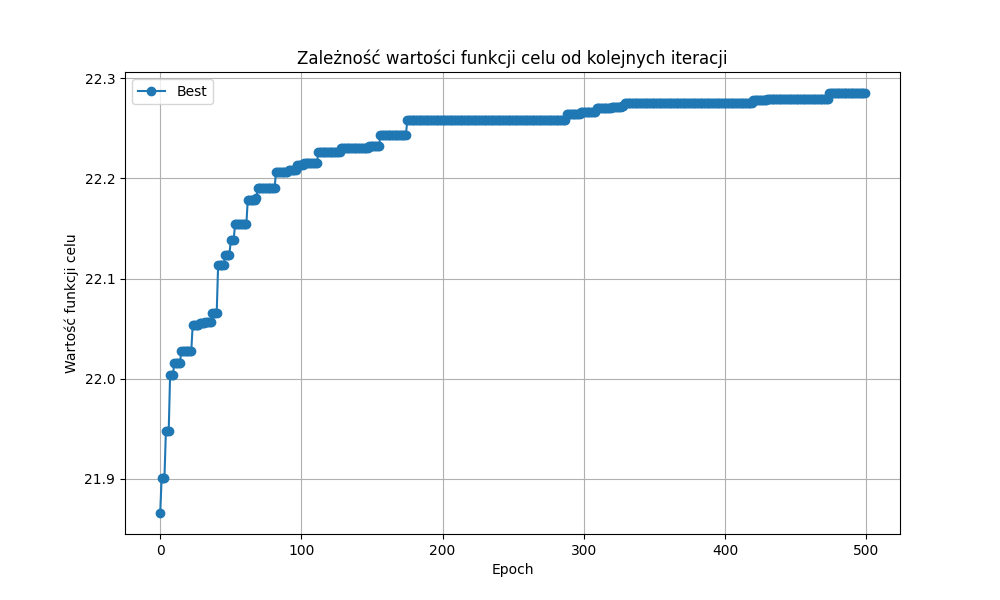 Zależność wartości funkcji celu od kolejnych iteracji
Best
22.3
22.2
22.1
22.0
21.9
Wartość funkcji celu
0 100 200 300 400 500
Epoch